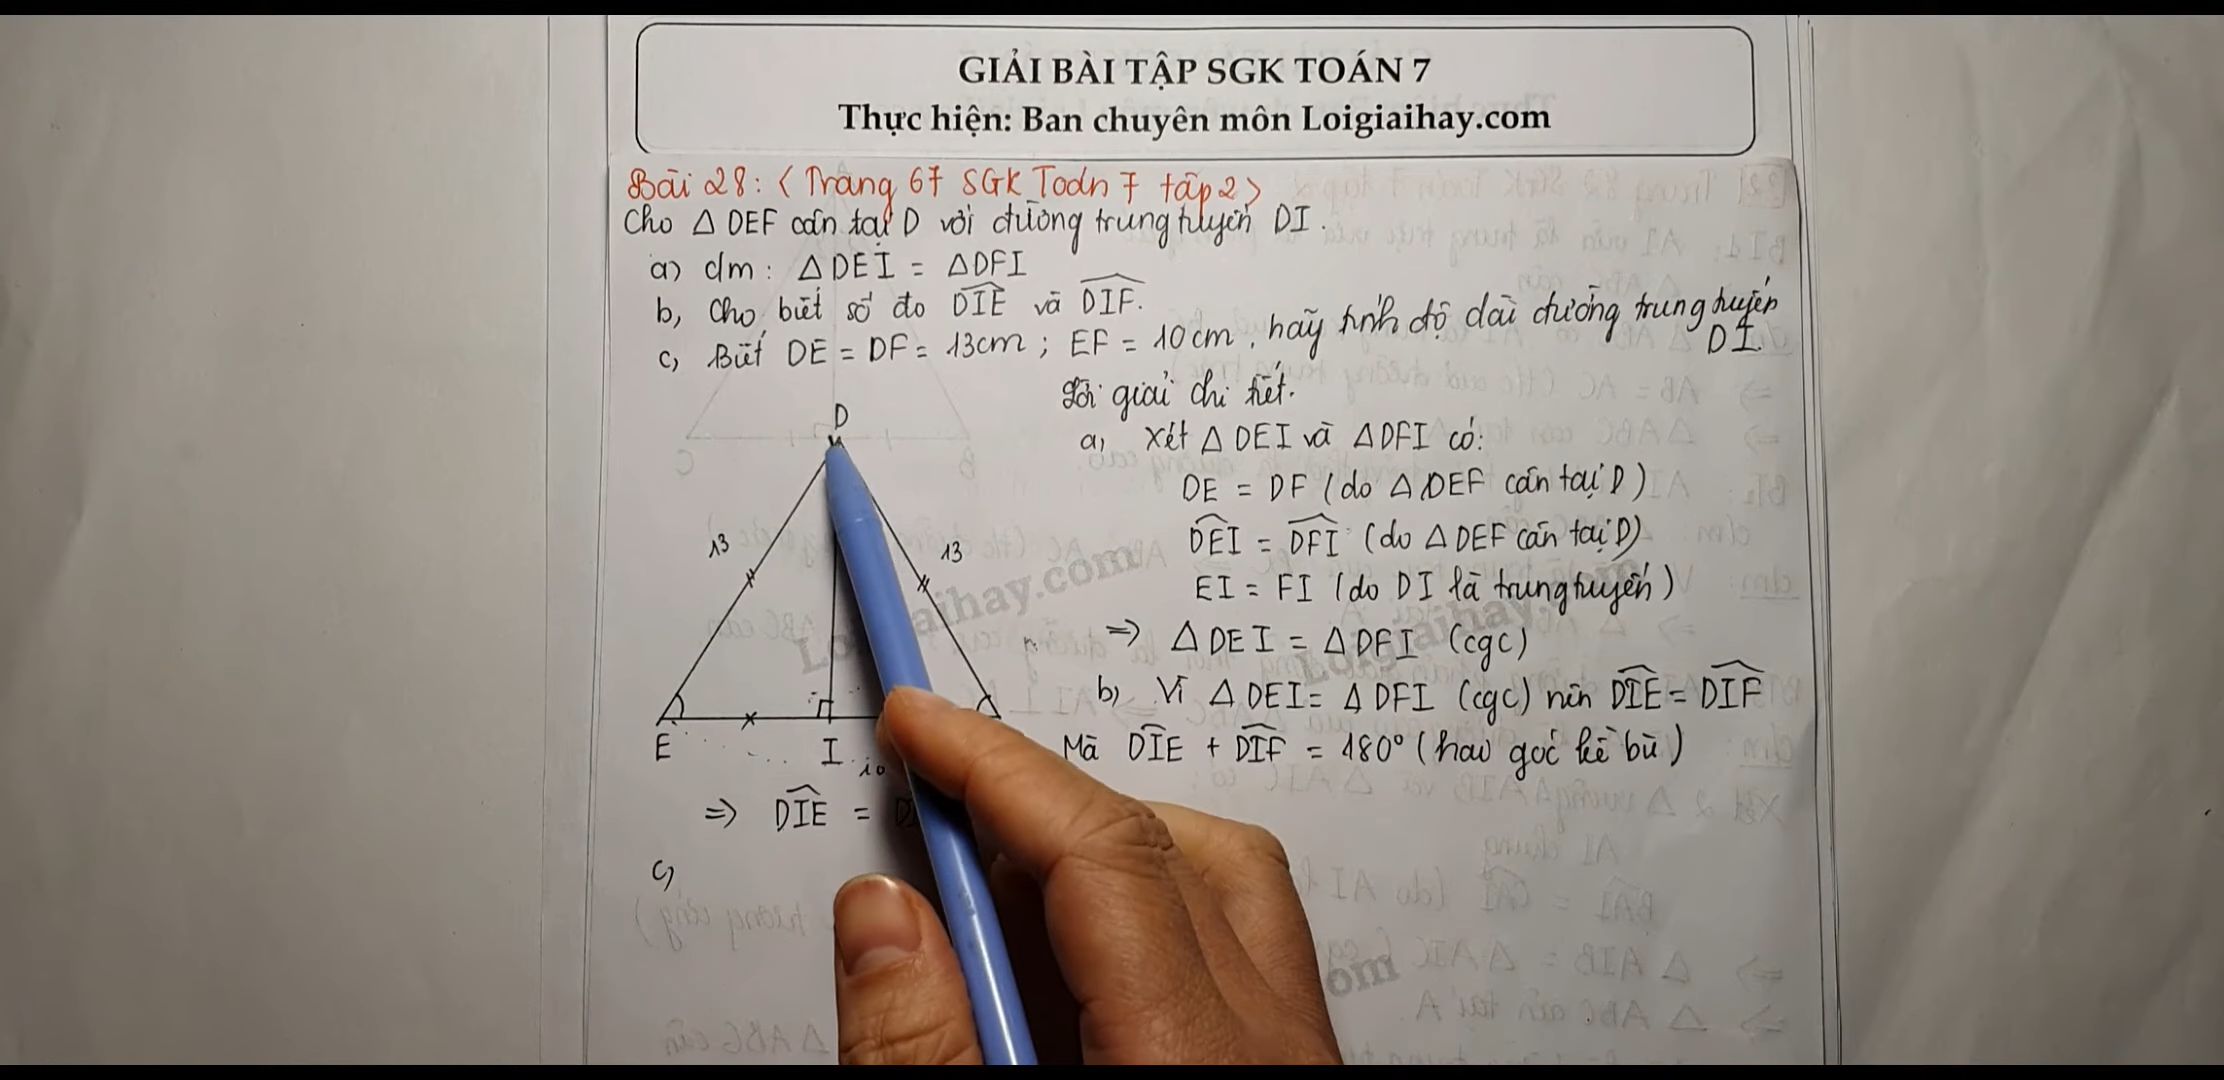 GIẢI BÀI TẬP SGK TOÁN 7
Thực hiện: Ban chuyên môn Loigiaihay.com
Bài 28: (Trang 67 SGK Toán 7 tập 2)
Cho Δ DEF cân tại D với đường trung tuyến DI.
a) c/m: Δ DEI = ΔDFI
b, Cho biết số đo DIE và DIF.
c, Biết DE = DF = 13cm; EF = 10cm, hãy tính độ dài đường trung tuyến
DI.
Lời giải chi tiết.
a, Xét Δ DEI và ΔDFI có:
DE = DF (do Δ DEF cân tại D)
DEI = DFI (do Δ DEF cân tại D)
EI = FI (do DI là trung tuyến)
=> Δ DEI = Δ DFI (cgc)
b, Vì Δ DEI = Δ DFI (cgc) nên DIE = DIF
Mà DIE + DIF = 180° (hai góc kề bù)
D
13
13
E
I
10
=> DIE =
c,
Loigiaihay.com